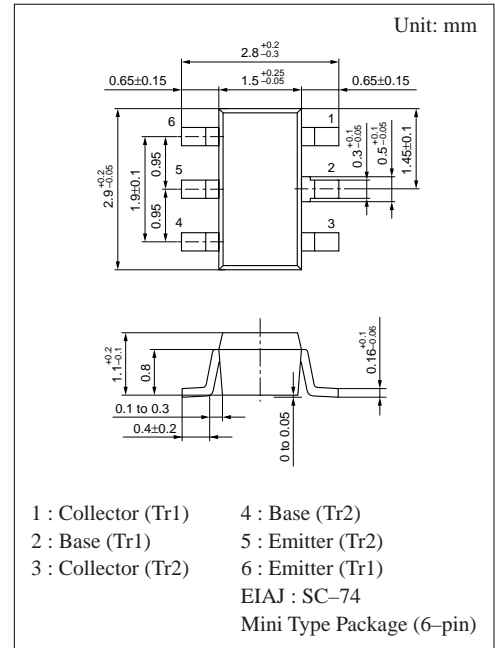 Unit: mm
2.8 +0.2 −0.3
0.65±0.15
1.5 +0.25 −0.05
0.65±0.15
6
5
4
1
2
3
2.9 +0.2 −0.05
1.9±0.1
0.95
0.95
0.3 +0.1 −0.05
0.5 +0.1 −0.05
1.45±0.1
1.1 +0.2 −0.1
0.8
0.16 +0.1 −0.06
0.1 to 0.3
0.4±0.2
0 to 0.05
1 : Collector (Tr1)
2 : Base (Tr1)
3 : Collector (Tr2)
4 : Base (Tr2)
5 : Emitter (Tr2)
6 : Emitter (Tr1)
EIAJ : SC–74
Mini Type Package (6–pin)